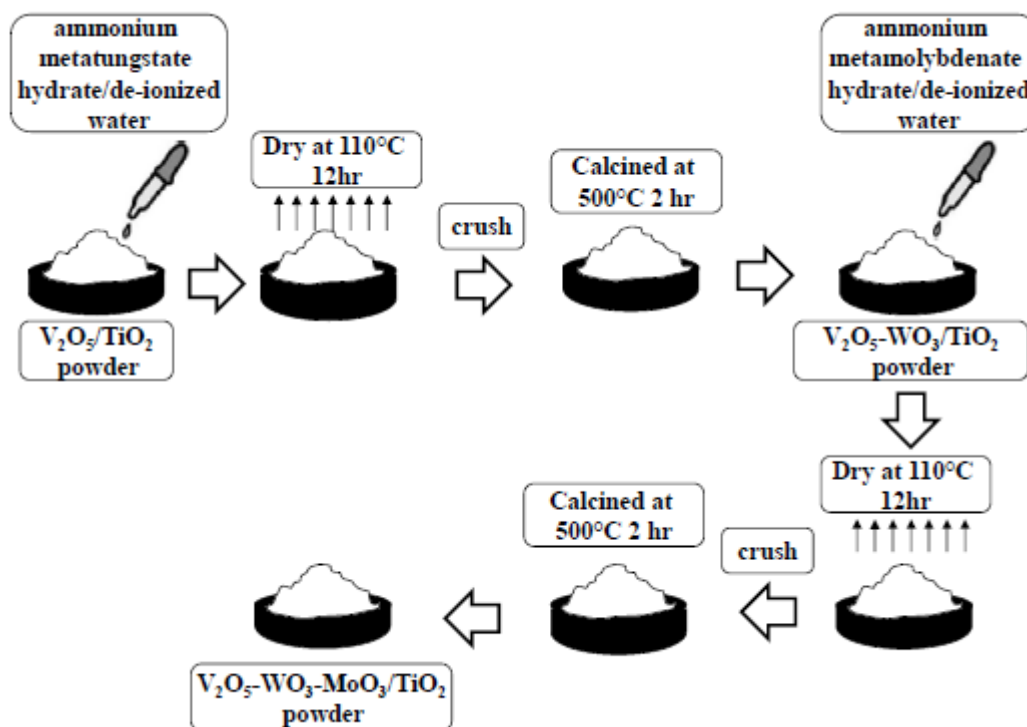 ammonium
metatungstate
hydrate/de-ionized
water
V₂O₅/TiO₂
powder
Dry at 110°C
12hr
crush
Calcined at
500°C 2 hr
ammonium
metamolybdenate
hydrate/de-ionized
water
V₂O₅-WO₃/TiO₂
powder
Dry at 110°C
12hr
crush
Calcined at
500°C 2 hr
V₂O₅-WO₃-MoO₃/TiO₂
powder